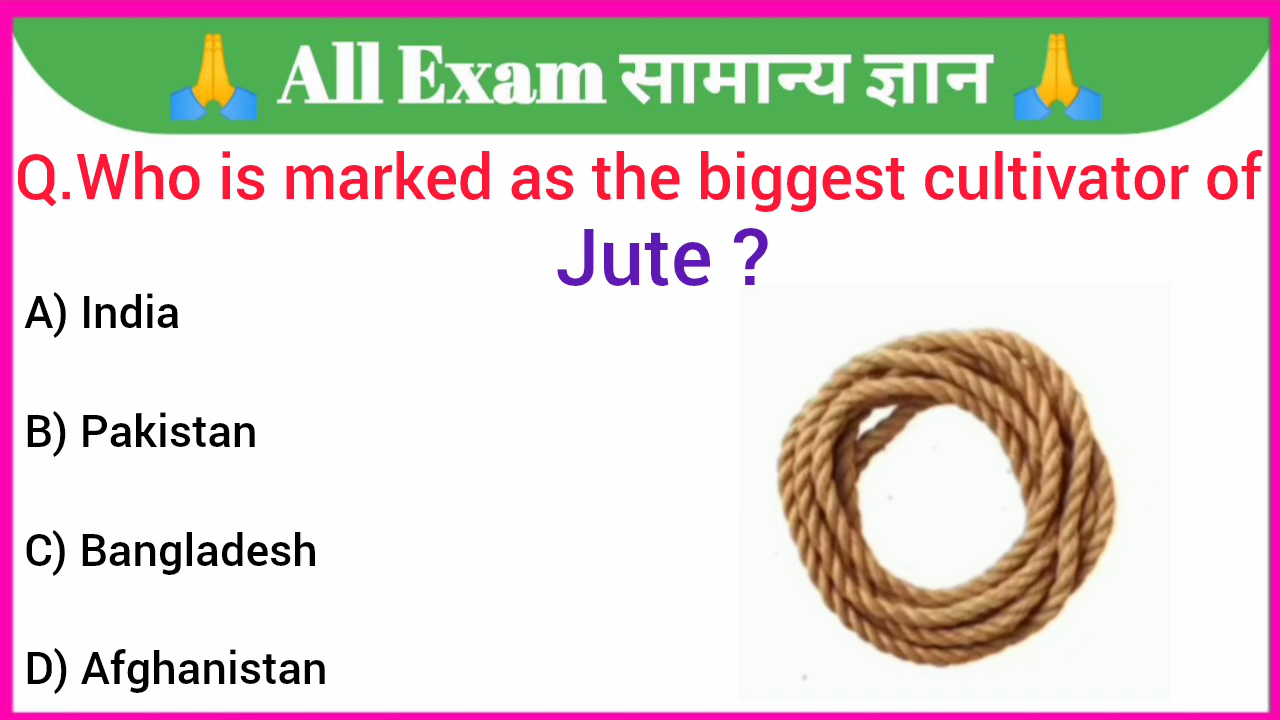 All Exam सामान्य ज्ञान
Q.Who is marked as the biggest cultivator of
Jute ?
A) India
B) Pakistan
C) Bangladesh
D) Afghanistan